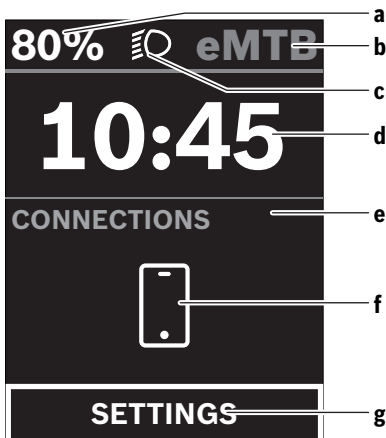 a
80% eMTB b
c
10:45 d
CONNECTIONS e
f
SETTINGS g